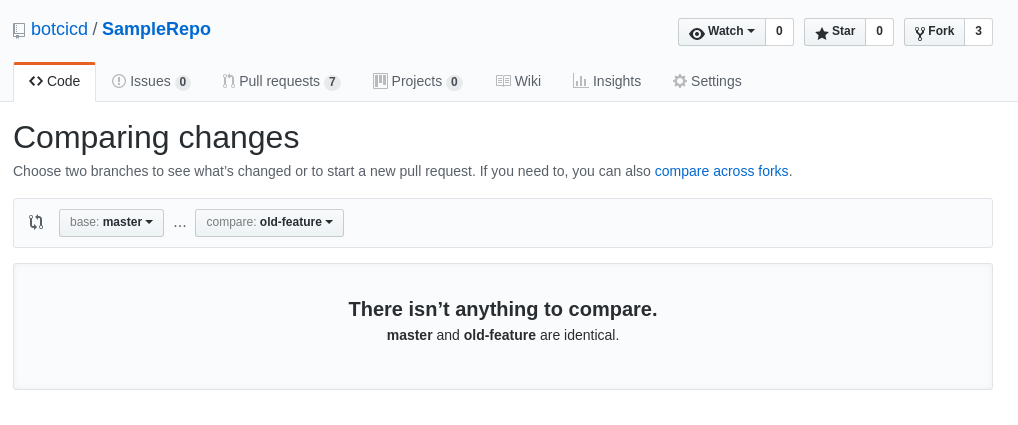 botcicd / SampleRepo
Watch 0 Star 0 Fork 3
Code Issues 0 Pull requests 7 Projects 0 Wiki Insights Settings
Comparing changes
Choose two branches to see what’s changed or to start a new pull request. If you need to, you can also compare across forks.
base: master ... compare: old-feature
There isn’t anything to compare.
master and old-feature are identical.